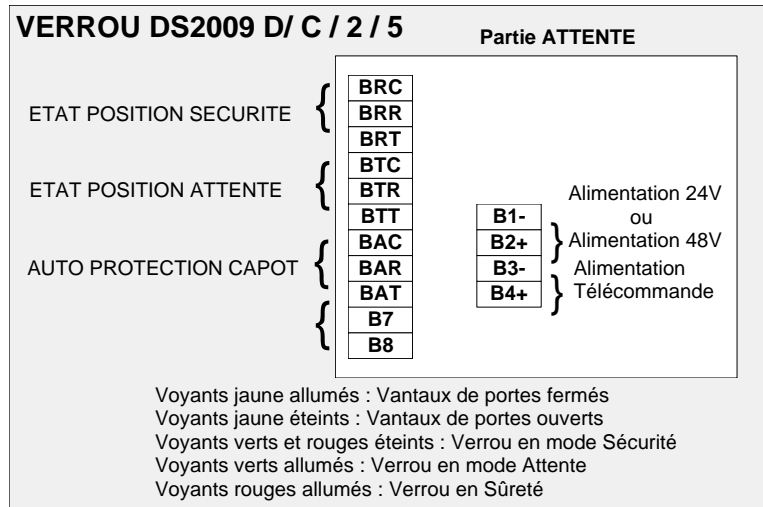 VERROU DS2009 D/ C / 2 / 5
Partie ATTENTE
ETAT POSITION SECURITE
BRC
BRR
BRT
ETAT POSITION ATTENTE
BTC
BTR
BTT
AUTO PROTECTION CAPOT
BAC
BAR
BAT
B7
B8
B1-
B2+
B3-
B4+
Alimentation 24V
ou
Alimentation 48V
Alimentation
Télécommande
Voyants jaune allumés : Vantaux de portes fermés
Voyants jaune éteints : Vantaux de portes ouverts
Voyants verts et rouges éteints : Verrou en mode Sécurité
Voyants verts allumés : Verrou en mode Attente
Voyants rouges allumés : Verrou en Sûreté